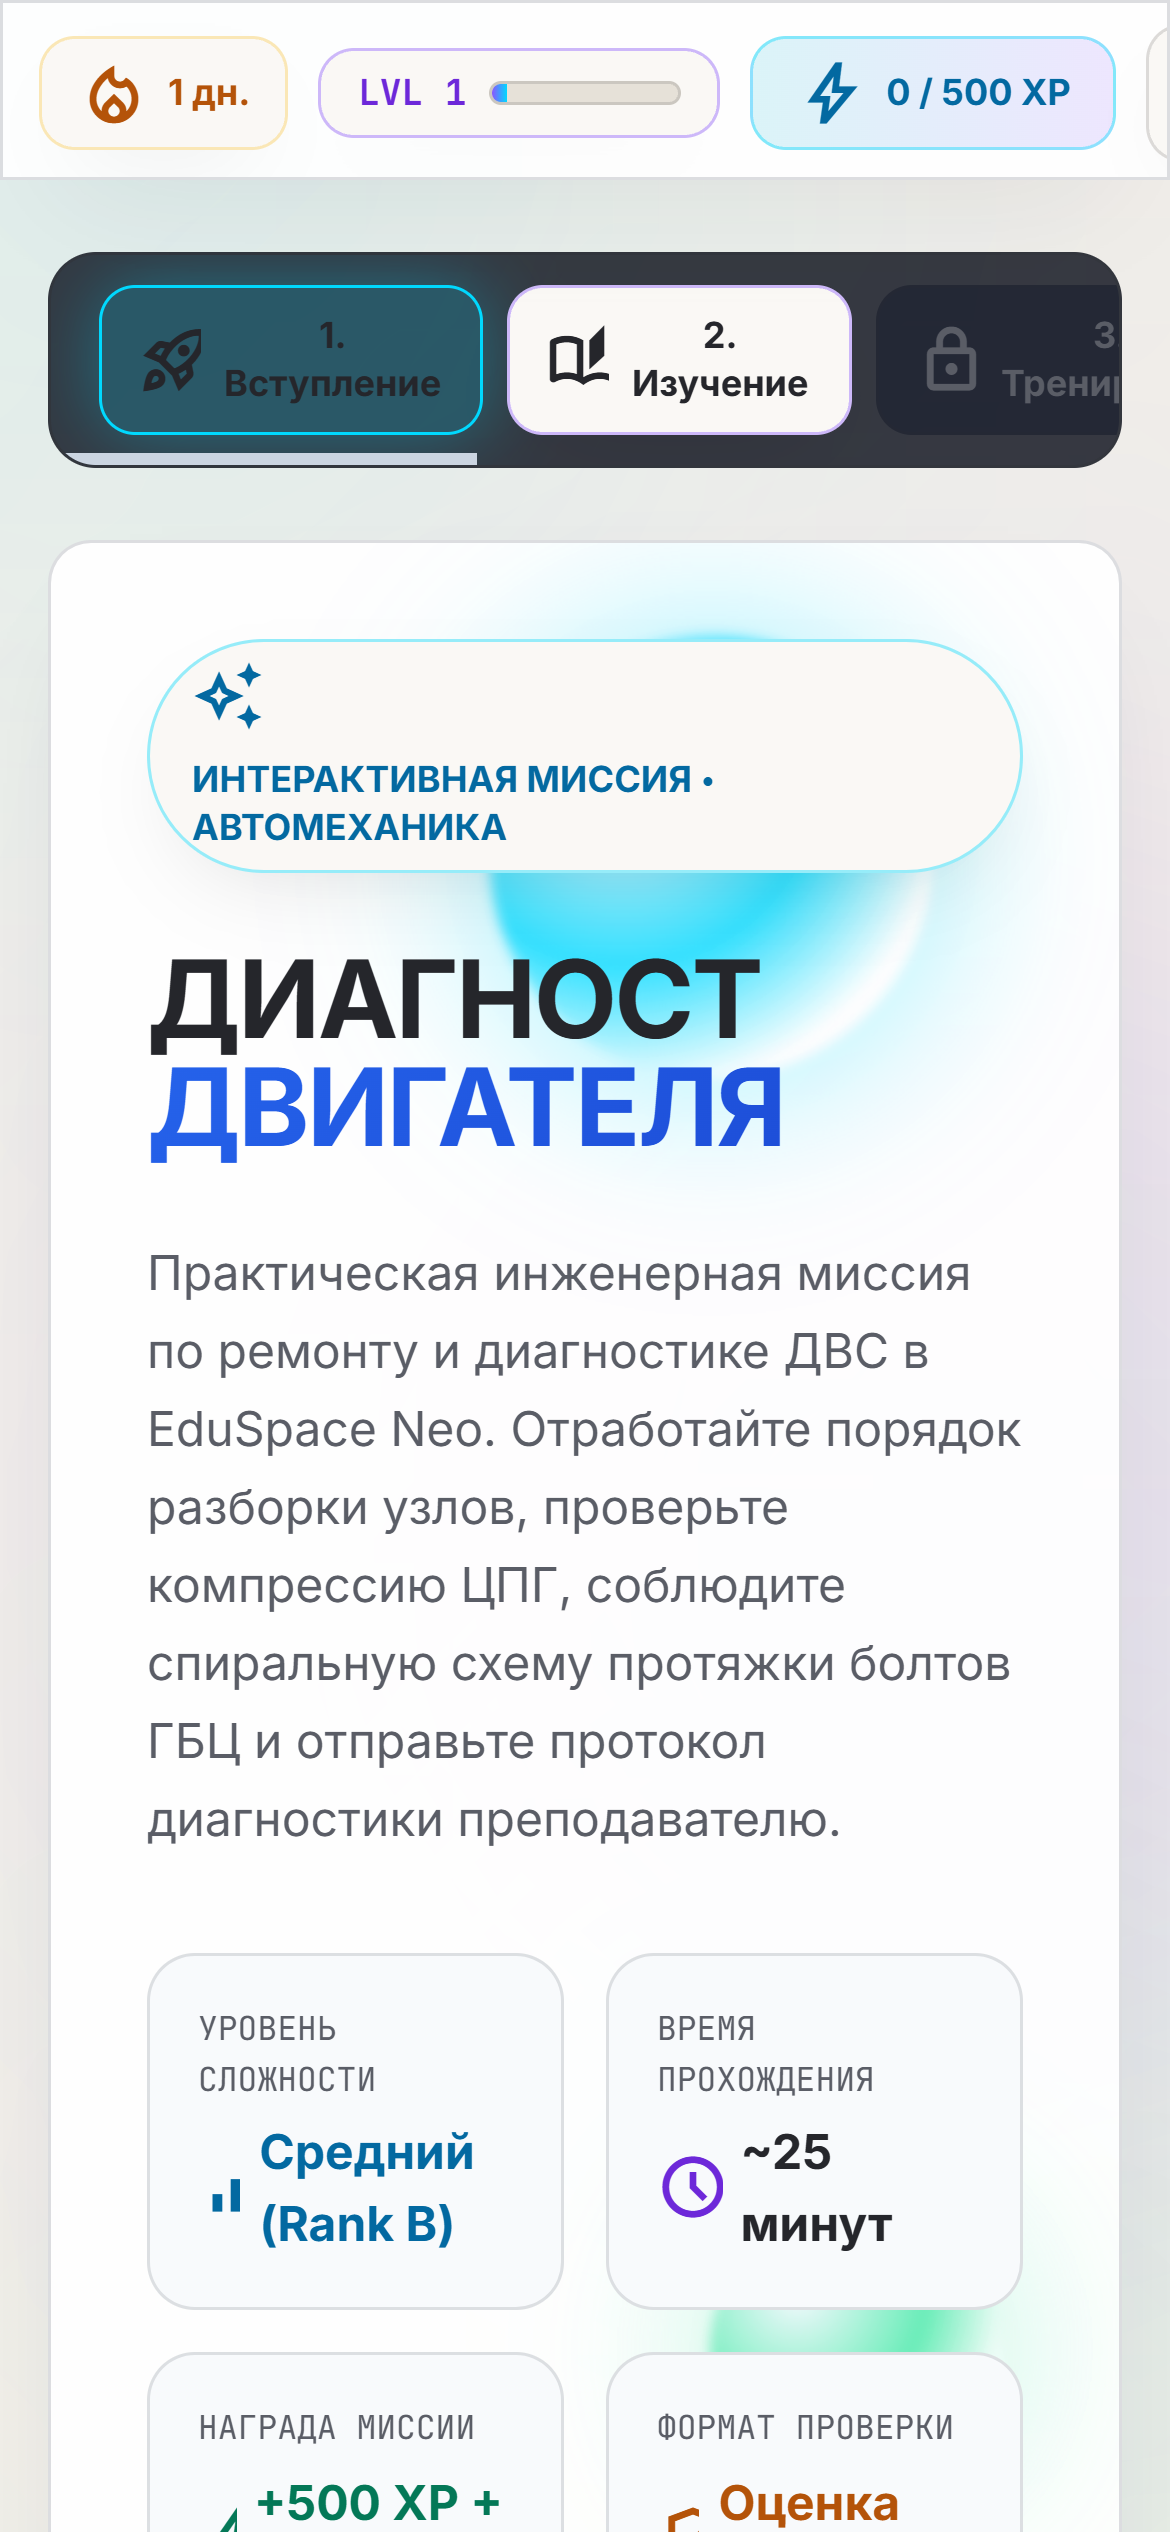 1 дн.
LVL 1
0 / 500 XP
1.
Вступление
2.
Изучение
3.
ИНТЕРАКТИВНАЯ МИССИЯ •
АВТОМЕХАНИКА
ДИАГНОСТ
ДВИГАТЕЛЯ
Практическая инженерная миссия
по ремонту и диагностике ДВС в
EduSpace Neo. Отработайте порядок
разборки узлов, проверьте
компрессию ЦПГ, соблюдите
спиральную схему протяжки болтов
ГБЦ и отправьте протокол
диагностики преподавателю.
УРОВЕНЬ
СЛОЖНОСТИ
Средний
(Rank B)
ВРЕМЯ
ПРОХОЖДЕНИЯ
~25
минут
НАГРАДА МИССИИ
+500 XP +
ФОРМАТ ПРОВЕРКИ
Оценка